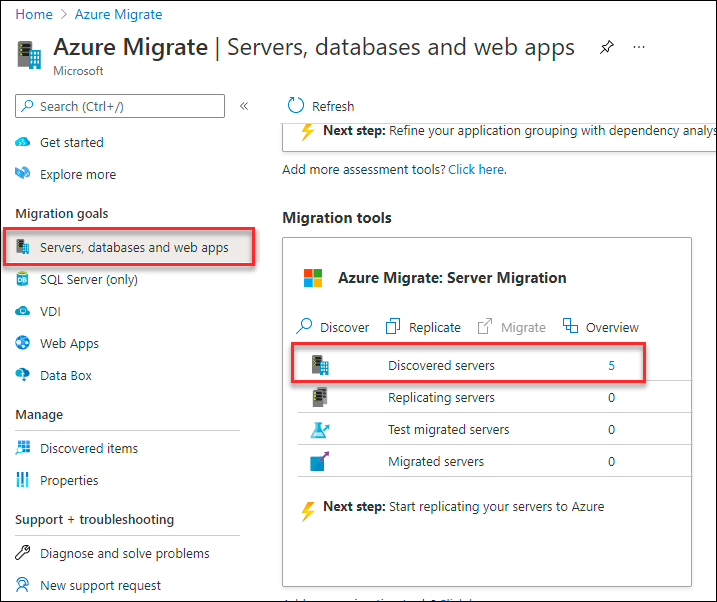 Home > Azure Migrate
Azure Migrate | Servers, databases and web apps
Microsoft
Search (Ctrl+/)
«
Get started
Explore more
Migration goals
Servers, databases and web apps
SQL Server (only)
VDI
Web Apps
Data Box
Manage
Discovered items
Properties
Support + troubleshooting
Diagnose and solve problems
New support request
Refresh
Next step: Refine your application grouping with dependency analys
Add more assessment tools? Click here.
Migration tools
Azure Migrate: Server Migration
Discover Replicate Migrate Overview
Discovered servers 5
Replicating servers 0
Test migrated servers 0
Migrated servers 0
Next step: Start replicating your servers to Azure